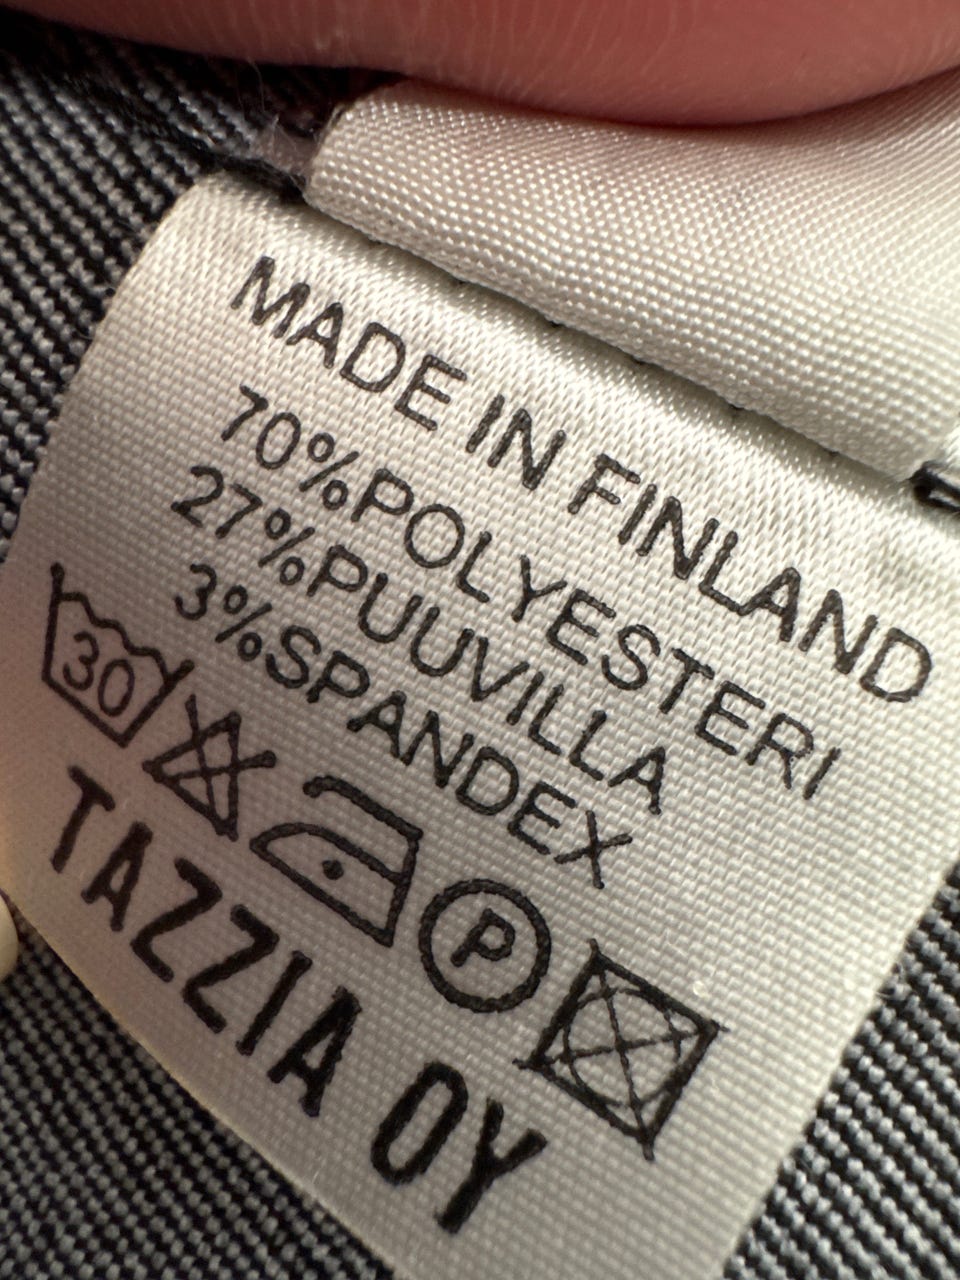 MADE IN FINLAND
70%POLYESTERI
27%PUUVILLA
3%SPANDEX
30 P
TAZZIA OY